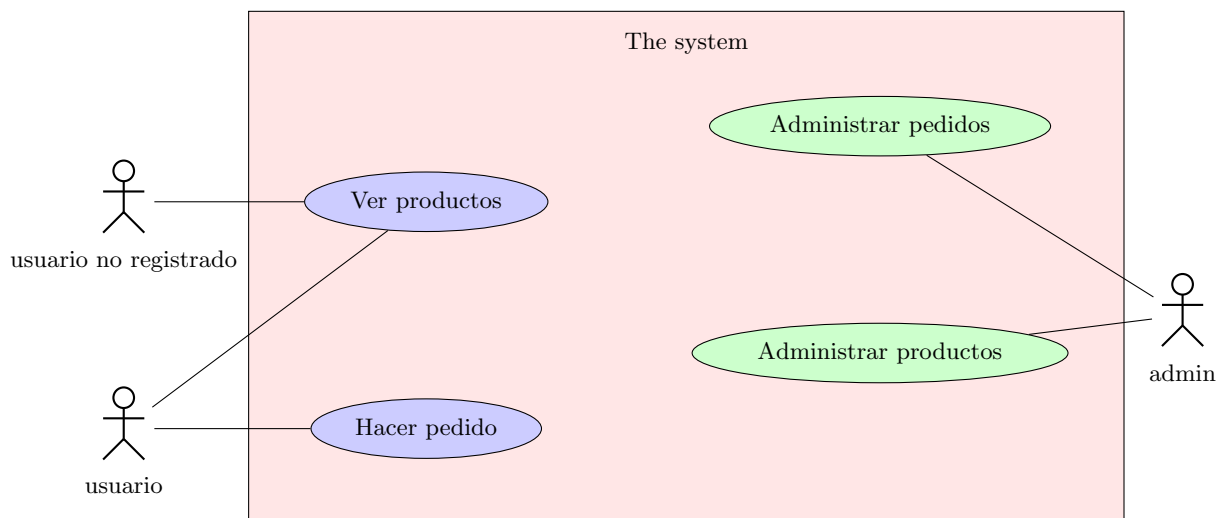 The system
Administrar pedidos
Ver productos
usuario no registrado
Administrar productos
admin
Hacer pedido
usuario